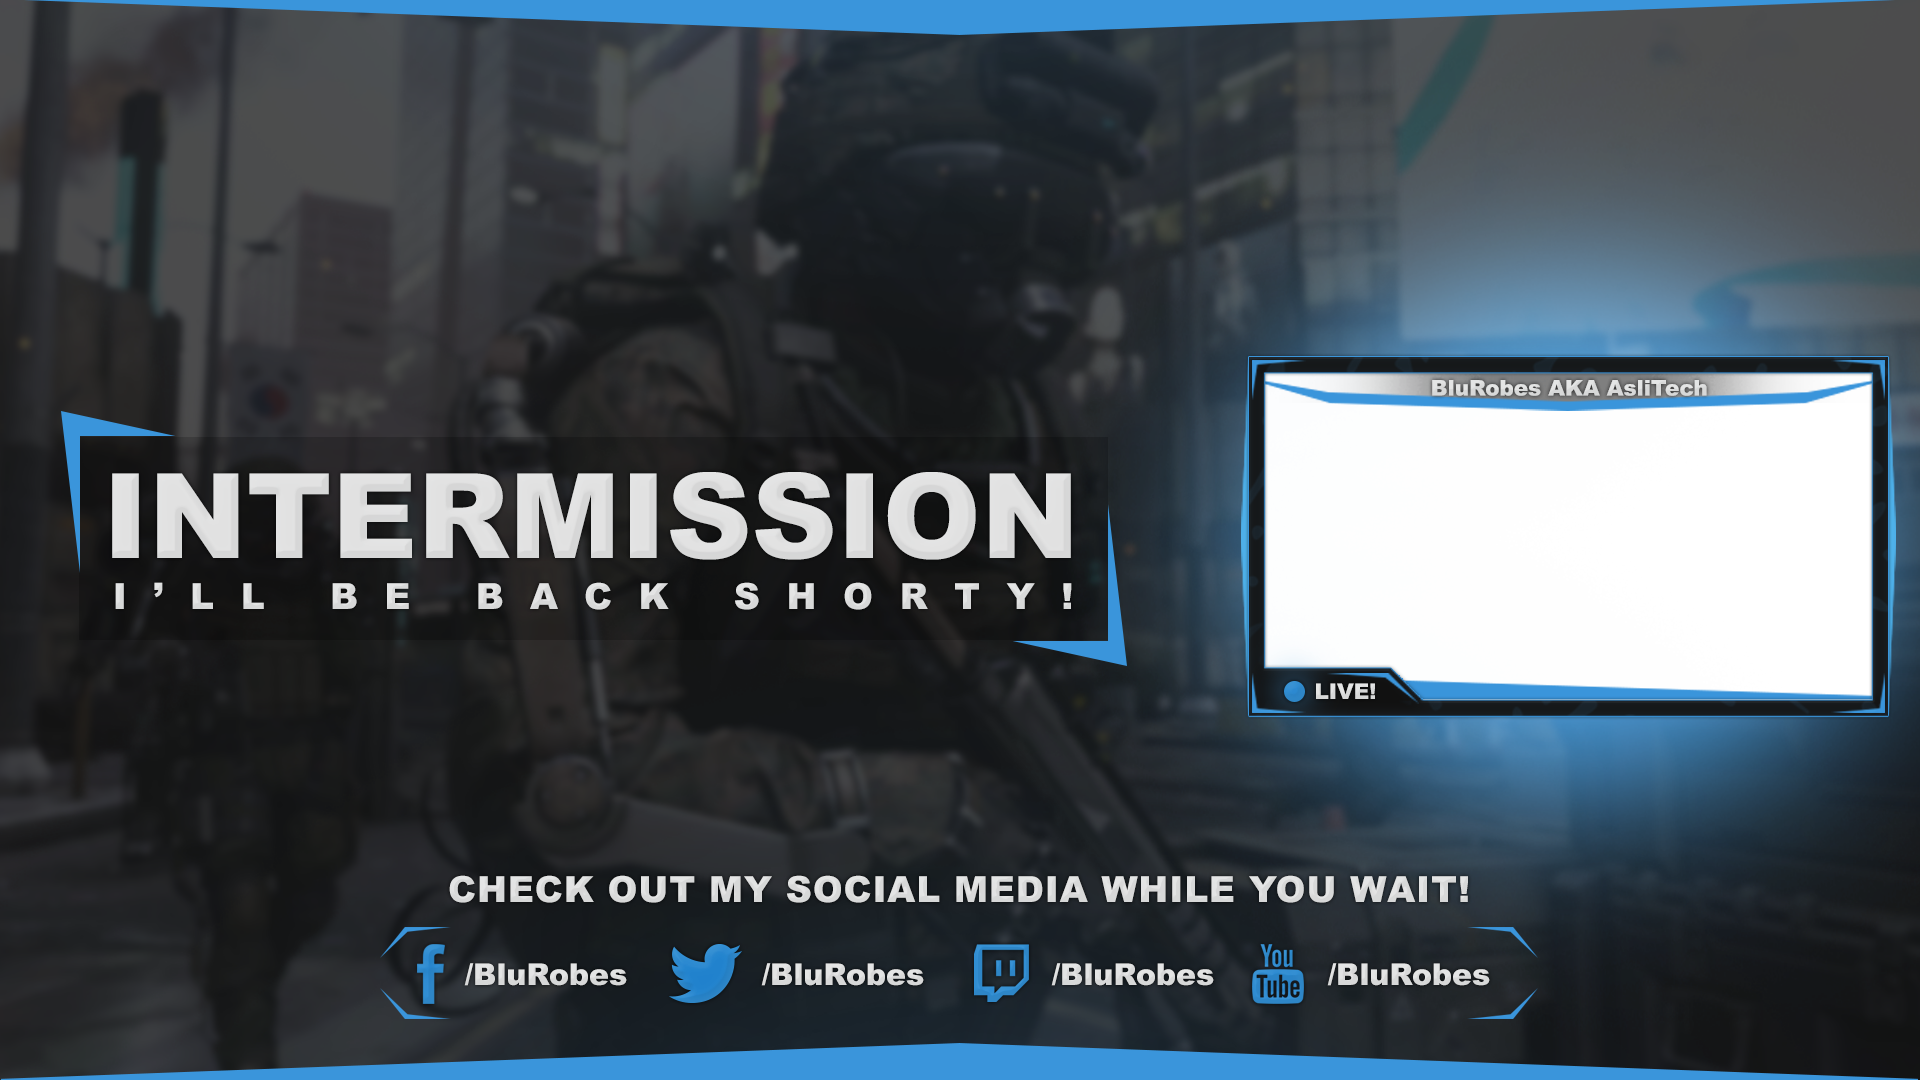 INTERMISSION
I’LL BE BACK SHORTY!
BluRobes AKA AsliTech
LIVE!
CHECK OUT MY SOCIAL MEDIA WHILE YOU WAIT!
/BluRobes /BluRobes /BluRobes You Tube /BluRobes